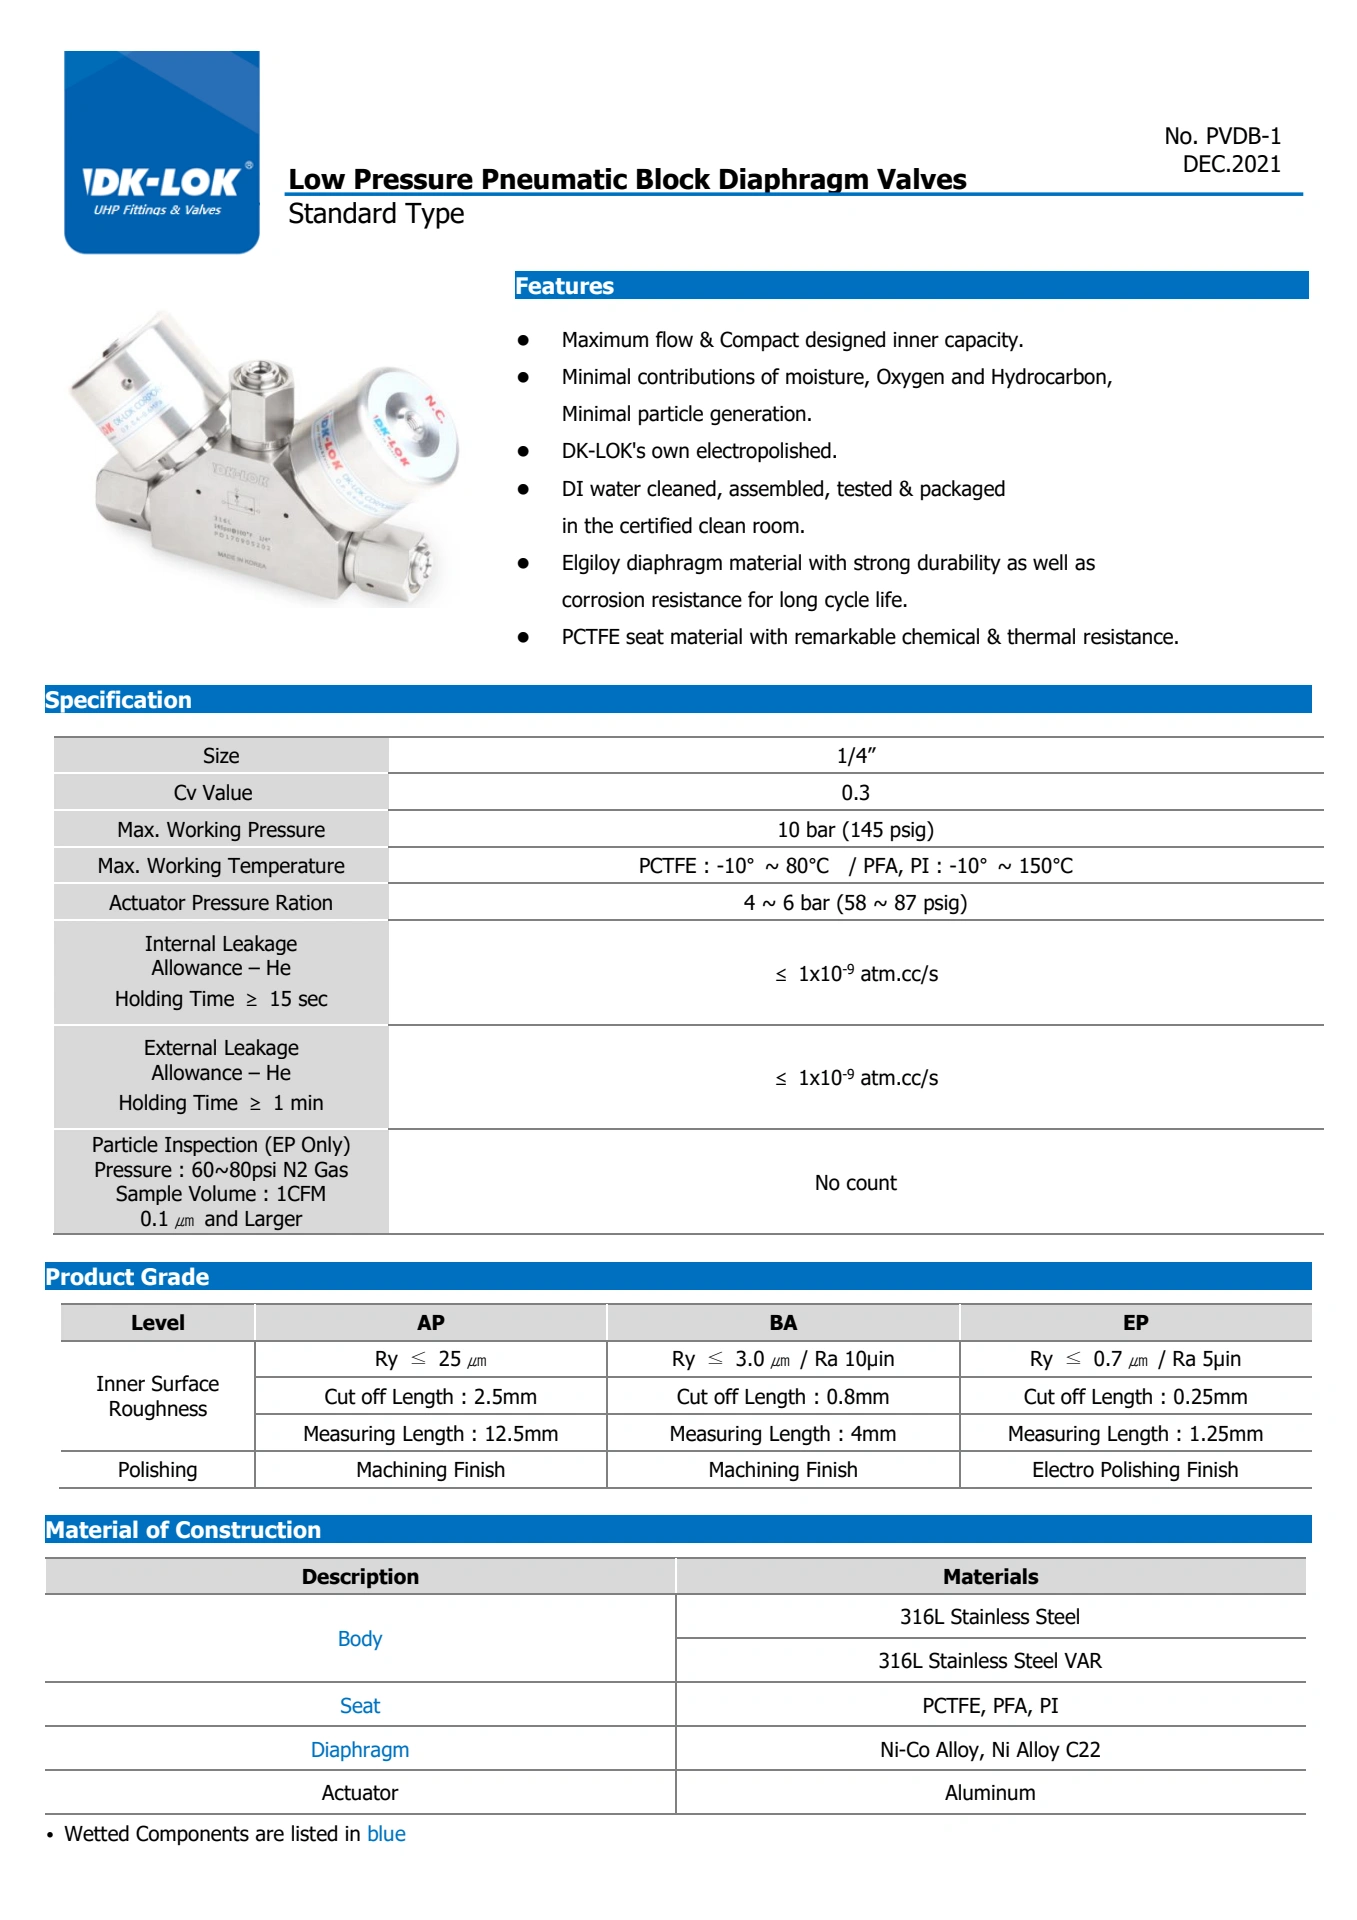 DK-LOK®
UHP Fittings & Valves
No. PVDB-1
DEC.2021
Low Pressure Pneumatic Block Diaphragm Valves
Standard Type
Features
● Maximum flow & Compact designed inner capacity.
● Minimal contributions of moisture, Oxygen and Hydrocarbon,
Minimal particle generation.
● DK-LOK's own electropolished.
● DI water cleaned, assembled, tested & packaged
in the certified clean room.
● Elgiloy diaphragm material with strong durability as well as
corrosion resistance for long cycle life.
● PCTFE seat material with remarkable chemical & thermal resistance.
N.C.
DK-LOK
DK-LOK
DK-LOK
316L
MADE IN KOREA
Specification
Size 1/4”
Cv Value 0.3
Max. Working Pressure 10 bar (145 psig)
Max. Working Temperature PCTFE : -10° ~ 80°C / PFA, PI : -10° ~ 150°C
Actuator Pressure Ration 4 ~ 6 bar (58 ~ 87 psig)
Internal Leakage
Allowance – He
Holding Time ≥ 15 sec
≤ 1x10⁻⁹ atm.cc/s
External Leakage
Allowance – He
Holding Time ≥ 1 min
≤ 1x10⁻⁹ atm.cc/s
Particle Inspection (EP Only)
Pressure : 60~80psi N2 Gas
Sample Volume : 1CFM
0.1 ㎛ and Larger
No count
Product Grade
Level AP BA EP
Inner Surface
Roughness
Ry ≤ 25 ㎛ Ry ≤ 3.0 ㎛ / Ra 10µin Ry ≤ 0.7 ㎛ / Ra 5µin
Cut off Length : 2.5mm Cut off Length : 0.8mm Cut off Length : 0.25mm
Measuring Length : 12.5mm Measuring Length : 4mm Measuring Length : 1.25mm
Polishing Machining Finish Machining Finish Electro Polishing Finish
Material of Construction
Description Materials
Body 316L Stainless Steel
316L Stainless Steel VAR
Seat PCTFE, PFA, PI
Diaphragm Ni-Co Alloy, Ni Alloy C22
Actuator Aluminum
• Wetted Components are listed in blue